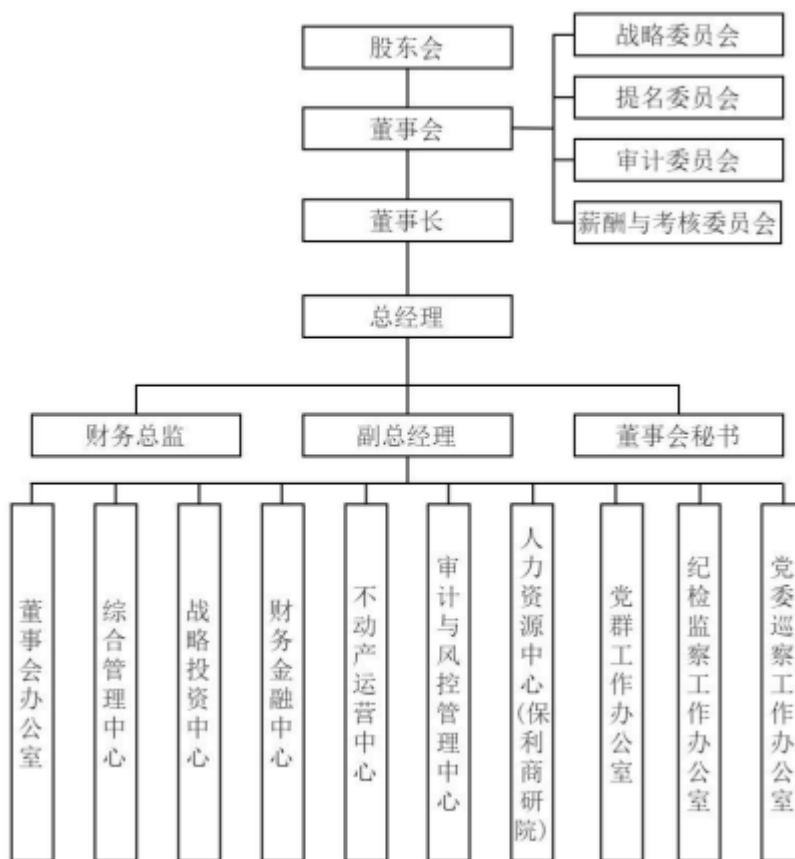 股东会
战略委员会
提名委员会
董事会
审计委员会
董事长
薪酬与考核委员会
总经理
财务总监
副总经理
董事会秘书
董事会办公室
综合管理中心
战略投资中心
财务金融中心
不动产运营中心
审计与风控管理中心
人力资源中心(保利商研院)
党群工作办公室
纪检监察工作办公室
党委巡察工作办公室